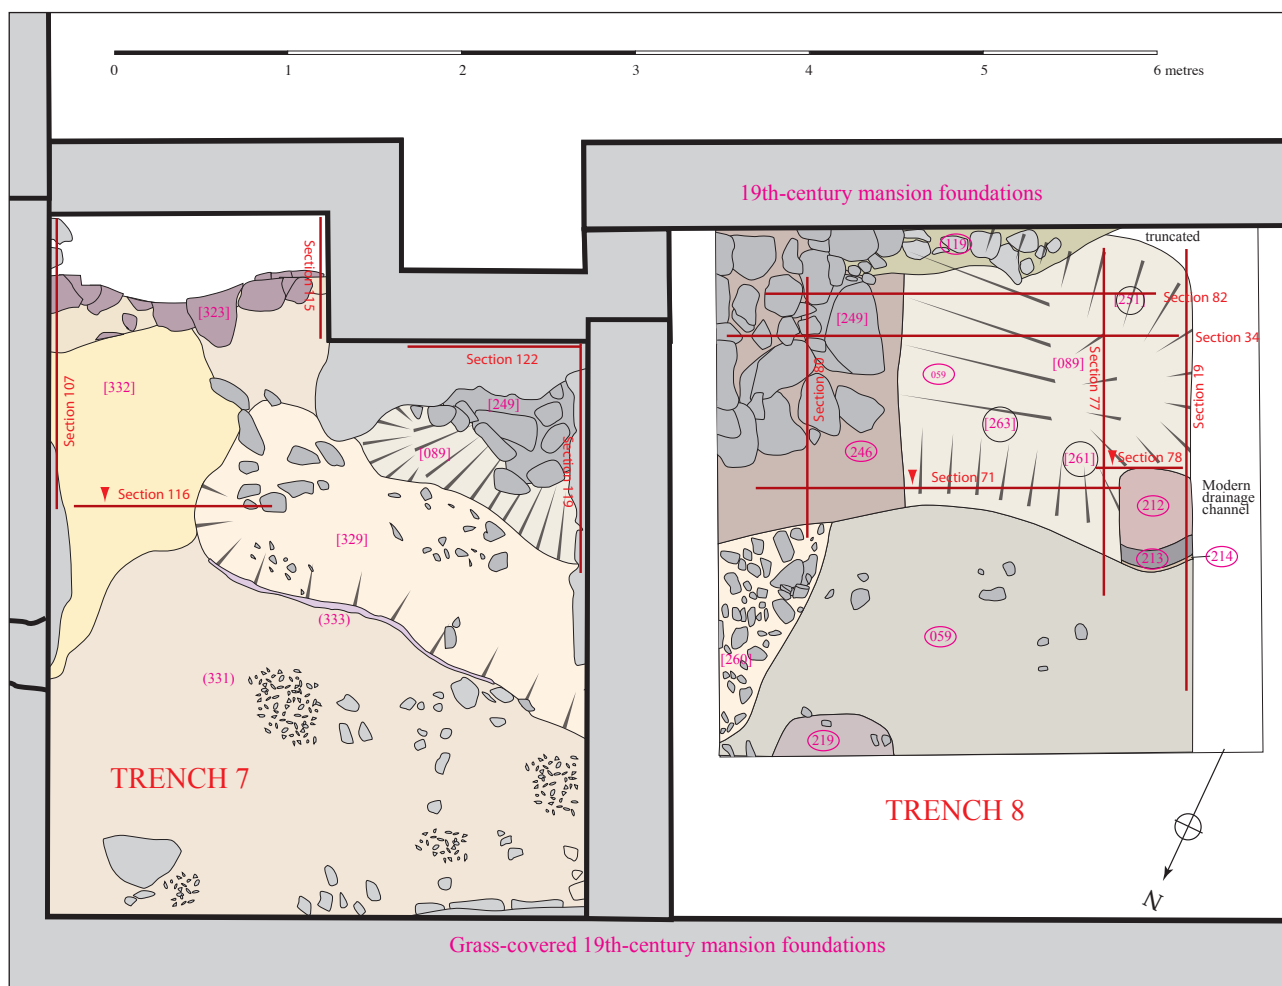 0 1 2 3 4 5 6 metres
19th-century mansion foundations
truncated
119
Section 115
[323]
[251]
Section 82
[249]
Section 34
Section 122
[332]
059
[089]
Section 80
Section 77
Section 19
[249]
Section 107
[263]
[089]
246
[261]
Section 78
Section 119
Section 71
Section 116
Modern
drainage
channel
212
[329]
213
214
(333)
059
[260]
(331)
219
TRENCH 7
TRENCH 8
N
Grass-covered 19th-century mansion foundations